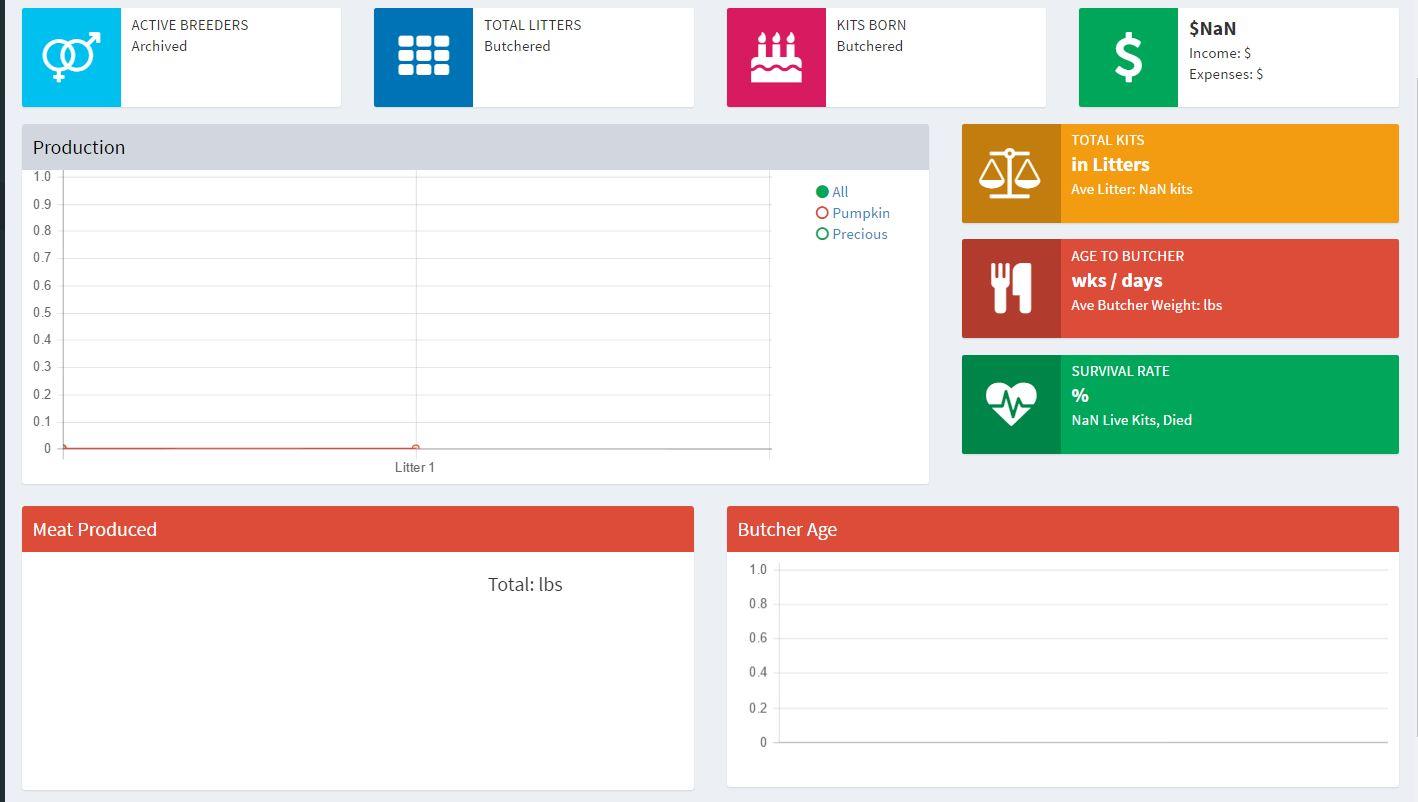 ACTIVE BREEDERS
Archived
TOTAL LITTERS
Butchered
KITS BORN
Butchered
$NaN
Income: $
Expenses: $
Production
1.0
0.9
0.8
0.7
0.6
0.5
0.4
0.3
0.2
0.1
0
Litter 1
All
Pumpkin
Precious
TOTAL KITS
in Litters
Ave Litter: NaN kits
AGE TO BUTCHER
wks / days
Ave Butcher Weight: lbs
SURVIVAL RATE
%
NaN Live Kits, Died
Meat Produced
Total: lbs
Butcher Age
1.0
0.8
0.6
0.4
0.2
0